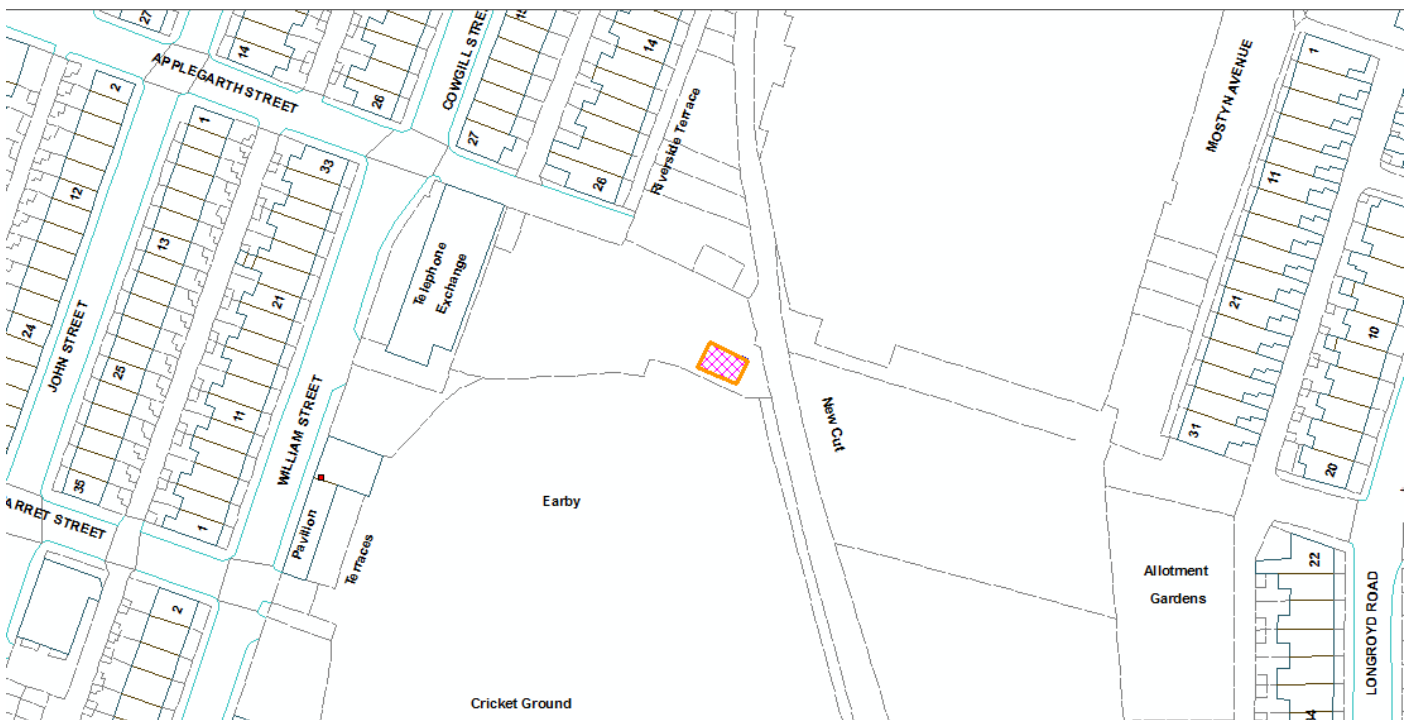 27
14
APPLEGARTH STREET
26
COWGILL STRE
15
27
14
26
Riverside Terrace
MOSTYN AVENUE
1
11
21
31
10
20
2
12
24
JOHN STREET
1
13
25
35
33
21
11
1
WILLIAM STREET
Telephone
Exchange
New Cut
ARRET STREET
Pavilion
Terraces
2
Earby
Cricket Ground
Allotment
Gardens
22
LONGROYD ROAD